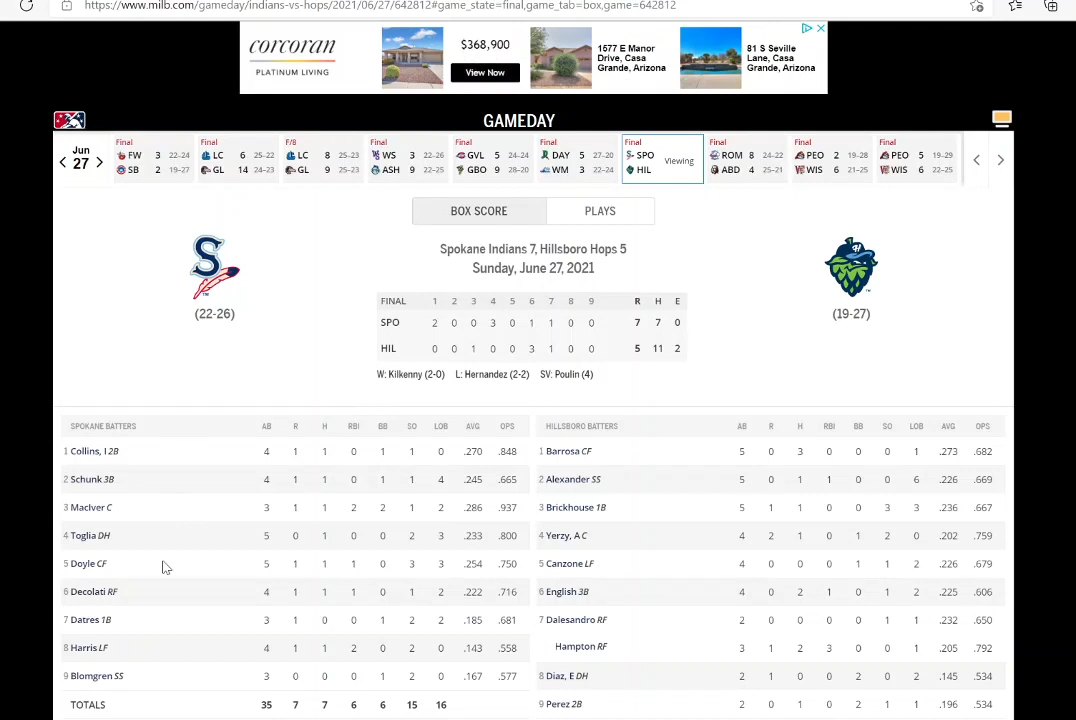 https://www.milb.com/gameday/indians-vs-hops/2021/06/27/642812#game_state=final,game_tab=box,game=642812
corcoran
PLATINUM LIVING
$368,900
View Now
1577 E Manor
Drive, Casa
Grande, Arizona
81 S Seville
Lane, Casa
Grande, Arizona
GAMEDAY
Jun
27
Final
FW 3 22-24
SB 2 19-27
Final
LC 6 25-22
GL 14 24-23
F/8
LC 8 25-23
GL 9 25-23
Final
WS 3 22-26
ASH 9 22-25
Final
GVL 5 24-24
GBO 9 28-20
Final
DAY 5 27-20
WM 3 22-24
Final
SPO
HIL
Viewing
Final
ROM 8 24-22
ABD 4 25-21
Final
PEO 2 19-28
WIS 6 21-25
Final
PEO 5 19-29
WIS 6 22-25
BOX SCORE PLAYS
Spokane Indians 7, Hillsboro Hops 5
Sunday, June 27, 2021
S
H
(22-26)
(19-27)
FINAL 1 2 3 4 5 6 7 8 9 R H E
SPO 2 0 0 3 0 1 1 0 0 7 7 0
HIL 0 0 1 0 0 3 1 0 0 5 11 2
W: Kilkenny (2-0) L: Hernandez (2-2) SV: Poulin (4)
SPOKANE BATTERS AB R H RBI BB SO LOB AVG OPS
1 Collins, I 2B 4 1 1 0 1 1 0 .270 .848
2 Schunk 3B 4 1 1 0 1 1 4 .245 .665
3 MacIver C 3 1 1 2 2 1 2 .286 .937
4 Toglia DH 5 0 1 0 0 2 3 .233 .800
5 Doyle CF 5 1 1 1 0 3 3 .254 .750
6 Decolati RF 4 1 1 1 0 1 2 .222 .716
7 Datres 1B 3 1 0 0 1 2 2 .185 .681
8 Harris LF 4 1 1 2 0 2 0 .143 .558
9 Blomgren SS 3 0 0 0 1 2 0 .167 .577
TOTALS 35 7 7 6 6 15 16
HILLSBORO BATTERS AB R H RBI BB SO LOB AVG OPS
1 Barrosa CF 5 0 3 0 0 0 1 .273 .682
2 Alexander SS 5 0 1 1 0 0 6 .226 .669
3 Brickhouse 1B 5 1 1 0 0 3 3 .236 .667
4 Yerzy, A C 4 2 1 0 1 2 0 .202 .759
5 Canzone LF 4 0 0 0 1 1 2 .226 .679
6 English 3B 4 0 2 1 0 1 2 .225 .606
7 Dalesandro RF 2 0 0 0 0 1 1 .232 .650
Hampton RF 3 1 2 3 0 0 1 .205 .792
8 Diaz, E DH 2 1 0 0 2 0 2 .145 .534
9 Perez 2B 2 0 1 0 2 1 1 .196 .534